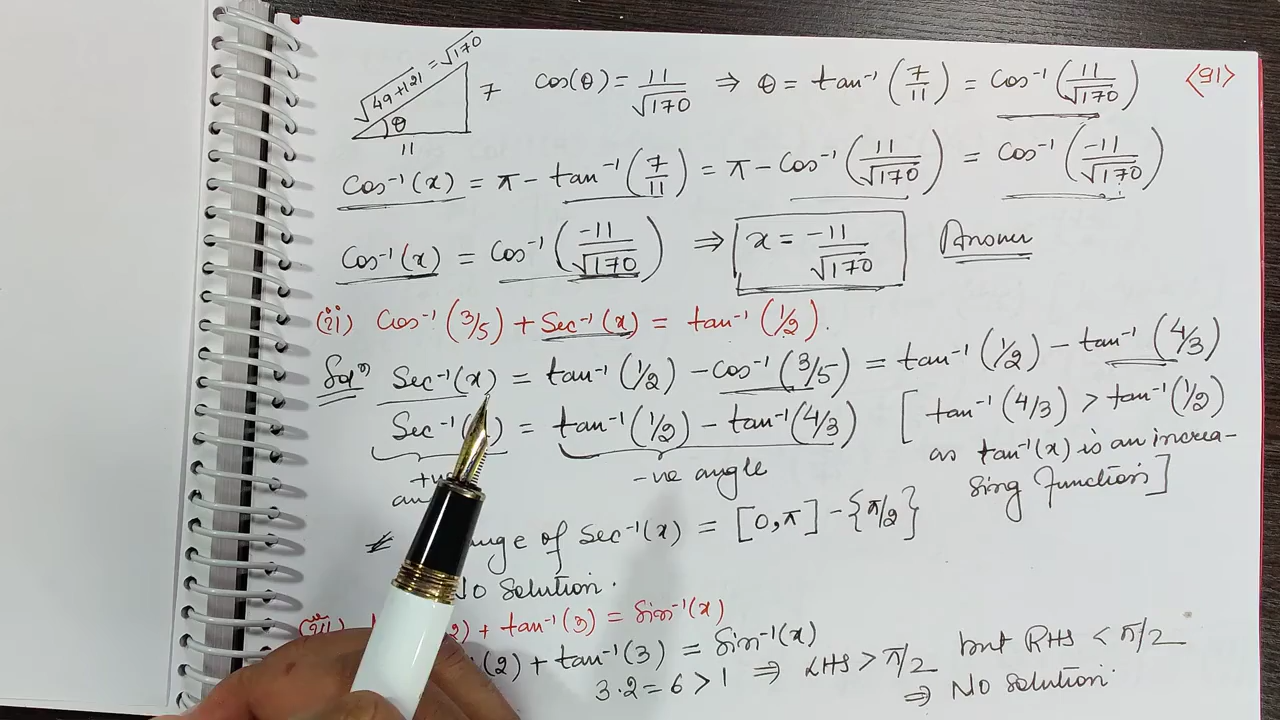 √49+121 = √170
7
θ
11
cos(θ) = 11/√170 ⇒ θ = tan⁻¹(7/11) = cos⁻¹(11/√170)
<91>
cos⁻¹(x) = π - tan⁻¹(7/11) = π - cos⁻¹(11/√170) = cos⁻¹(-11/√170)
cos⁻¹(x) = cos⁻¹(-11/√170) ⇒ x = -11/√170 Answer
(ii) cos⁻¹(3/5) + Sec⁻¹(x) = tan⁻¹(1/2).
Solⁿ Sec⁻¹(x) = tan⁻¹(1/2) - cos⁻¹(3/5) = tan⁻¹(1/2) - tan⁻¹(4/3)
Sec⁻¹( ) = tan⁻¹(1/2) - tan⁻¹(4/3) [tan⁻¹(4/3) > tan⁻¹(1/2)
as tan⁻¹(x) is an increa-
sing function]
-ve angle
of Sec⁻¹(x) = [0,π] - {π/2}
No solution.
(iii) + tan⁻¹(3) = Sin⁻¹(x)
(2) + tan⁻¹(3) = Sin⁻¹(x)
3·2 = 6 > 1 ⇒ LHS > π/2 but RHS < π/2
⇒ No solution.